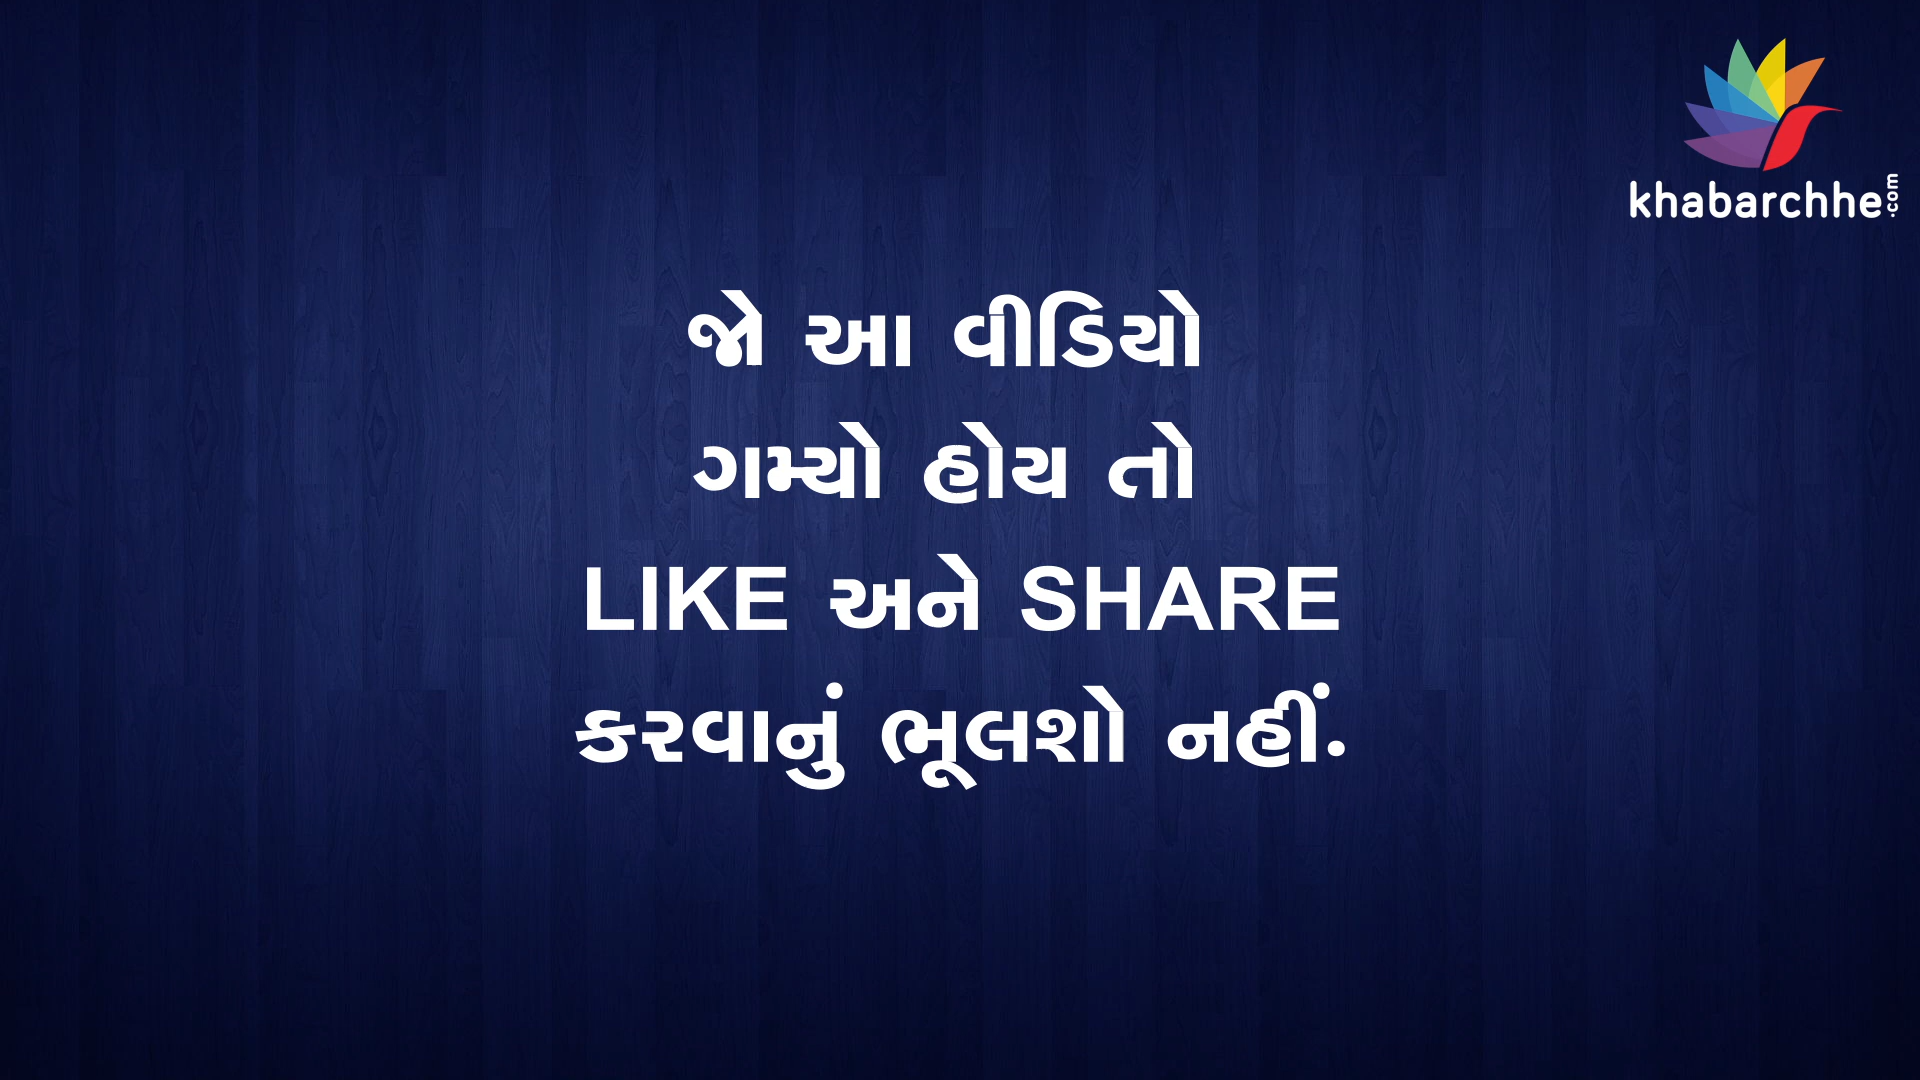 khabarchhe.com
જો આ વીડિયો
ગમ્યો હોય તો
LIKE અને SHARE
કરવાનું ભૂલશો નહીં.